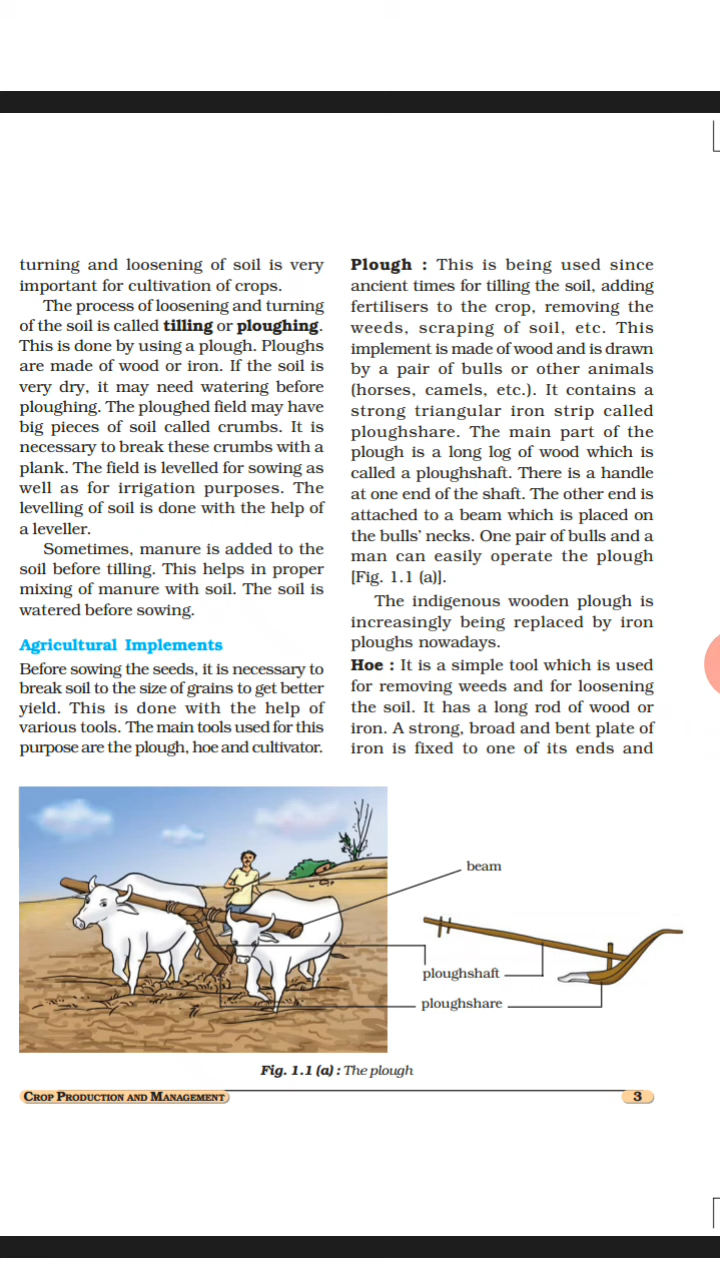 turning and loosening of soil is very
important for cultivation of crops.
The process of loosening and turning
of the soil is called tilling or ploughing.
This is done by using a plough. Ploughs
are made of wood or iron. If the soil is
very dry, it may need watering before
ploughing. The ploughed field may have
big pieces of soil called crumbs. It is
necessary to break these crumbs with a
plank. The field is levelled for sowing as
well as for irrigation purposes. The
levelling of soil is done with the help of
a leveller.
Sometimes, manure is added to the
soil before tilling. This helps in proper
mixing of manure with soil. The soil is
watered before sowing.
Agricultural Implements
Before sowing the seeds, it is necessary to
break soil to the size of grains to get better
yield. This is done with the help of
various tools. The main tools used for this
purpose are the plough, hoe and cultivator.
Plough : This is being used since
ancient times for tilling the soil, adding
fertilisers to the crop, removing the
weeds, scraping of soil, etc. This
implement is made of wood and is drawn
by a pair of bulls or other animals
(horses, camels, etc.). It contains a
strong triangular iron strip called
ploughshare. The main part of the
plough is a long log of wood which is
called a ploughshaft. There is a handle
at one end of the shaft. The other end is
attached to a beam which is placed on
the bulls' necks. One pair of bulls and a
man can easily operate the plough
[Fig. 1.1 (a)].
The indigenous wooden plough is
increasingly being replaced by iron
ploughs nowadays.
Hoe : It is a simple tool which is used
for removing weeds and for loosening
the soil. It has a long rod of wood or
iron. A strong, broad and bent plate of
iron is fixed to one of its ends and
beam
ploughshaft
ploughshare
Fig. 1.1 (a) : The plough
CROP PRODUCTION AND MANAGEMENT
3